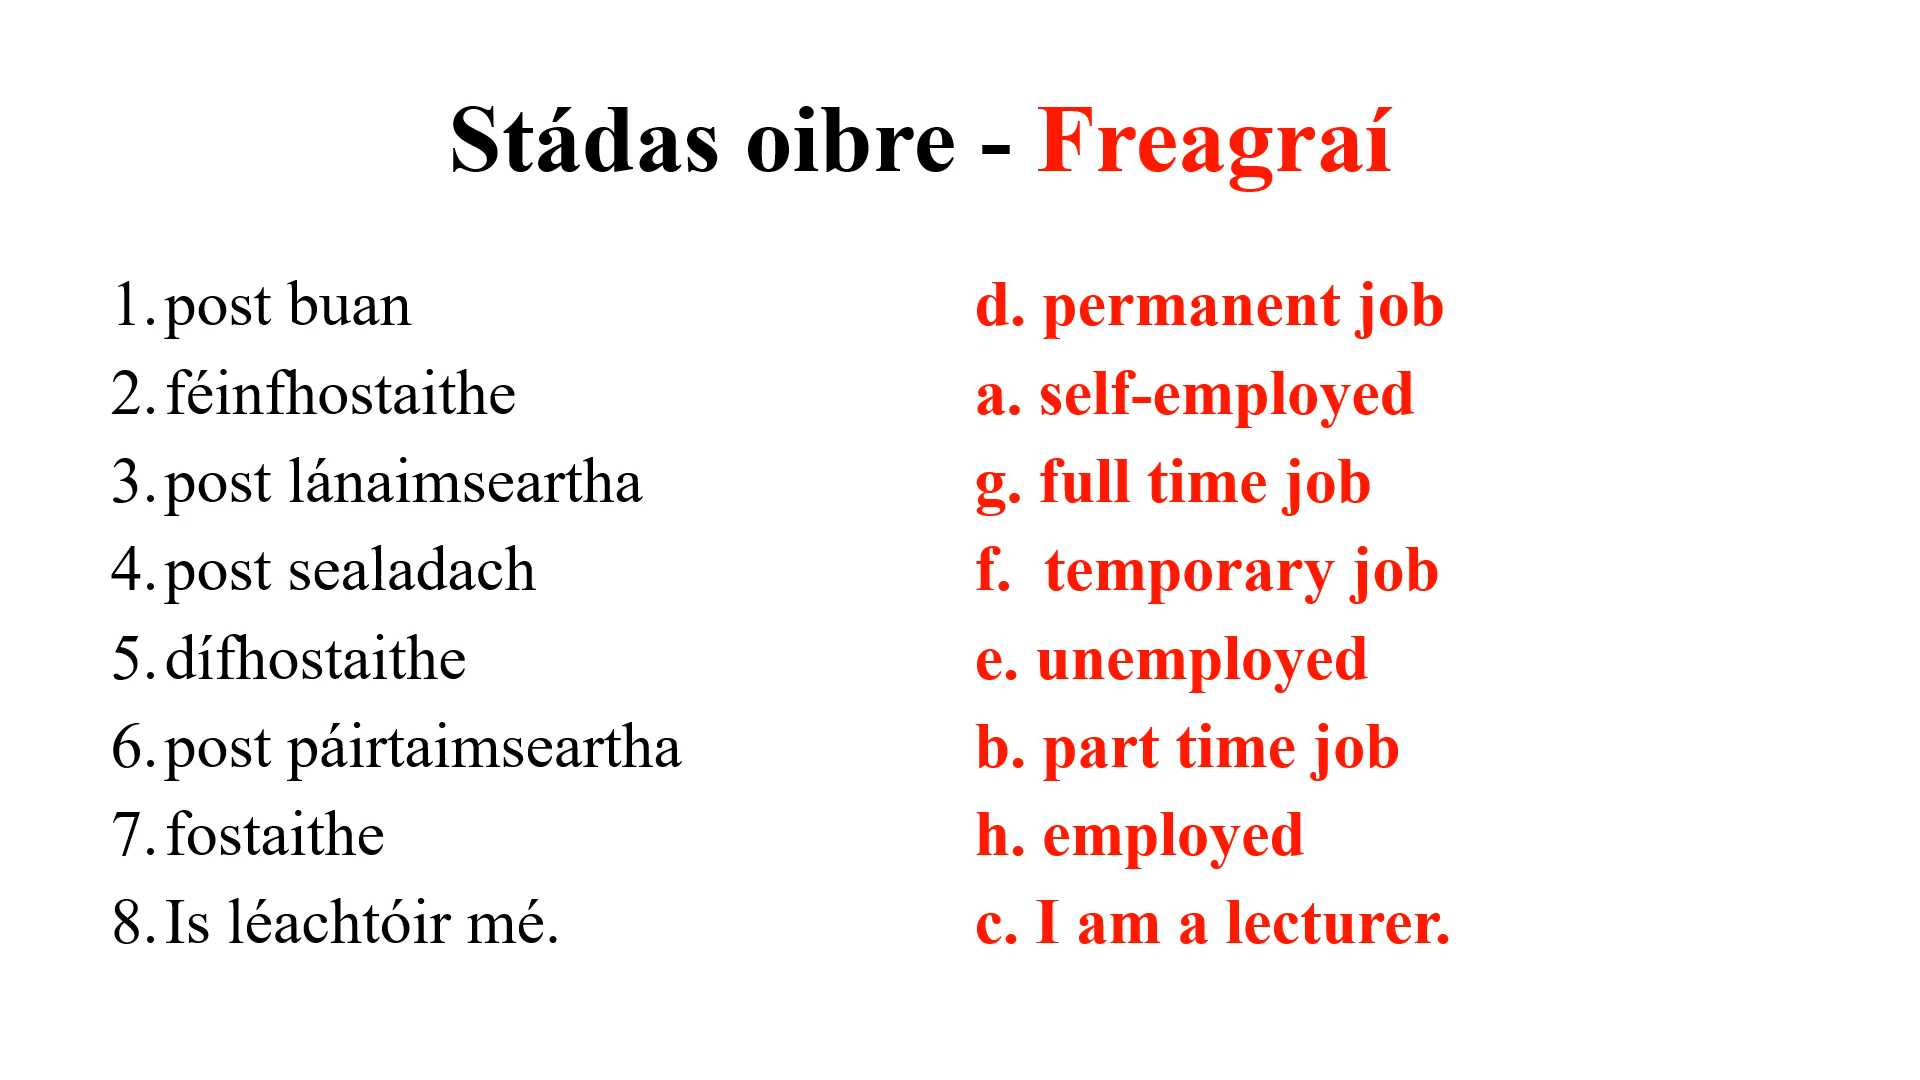 Stádas oibre - Freagraí
1. post buan
2. féinfhostaithe
3. post lánaimseartha
4. post sealadach
5. dífhostaithe
6. post páirtaimseartha
7. fostaithe
8. Is léachtóir mé.
d. permanent job
a. self-employed
g. full time job
f. temporary job
e. unemployed
b. part time job
h. employed
c. I am a lecturer.